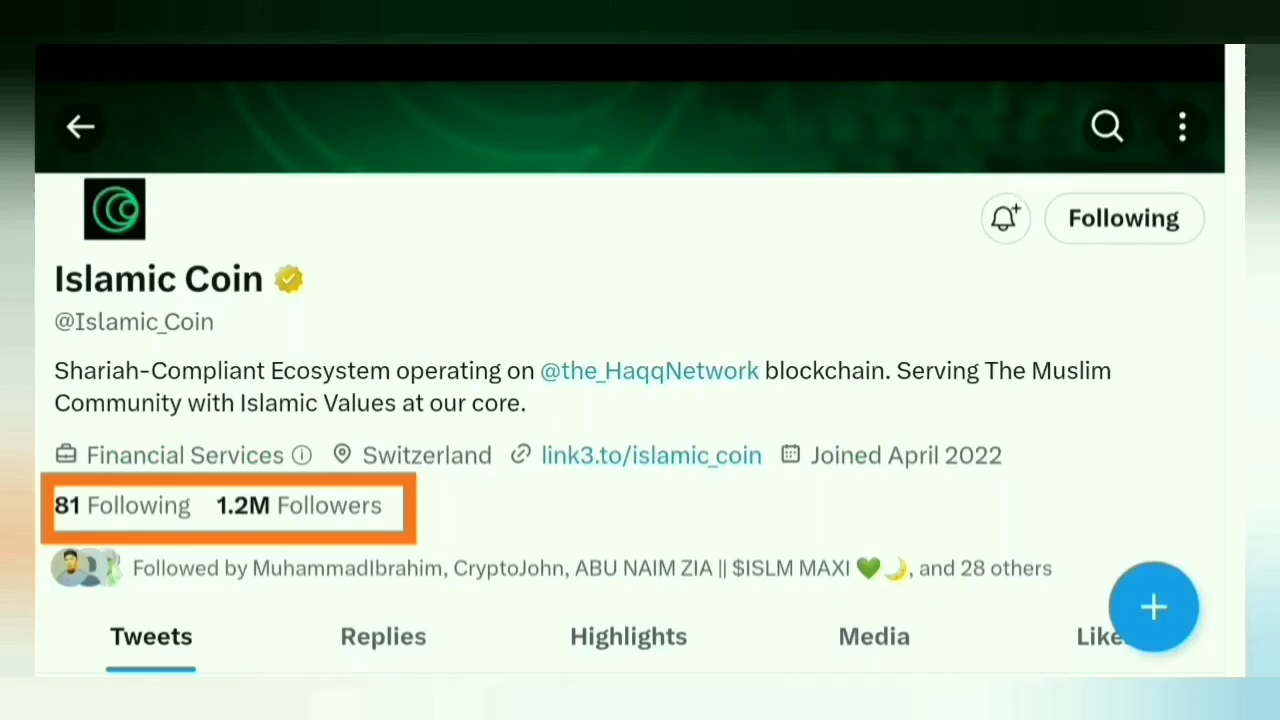 Following
Islamic Coin
@Islamic_Coin
Shariah-Compliant Ecosystem operating on @the_HaqqNetwork blockchain. Serving The Muslim
Community with Islamic Values at our core.
Financial Services Switzerland link3.to/islamic_coin Joined April 2022
81 Following 1.2M Followers
Followed by MuhammadIbrahim, CryptoJohn, ABU NAIM ZIA || $ISLM MAXI 💚🌙, and 28 others
Tweets Replies Highlights Media Like